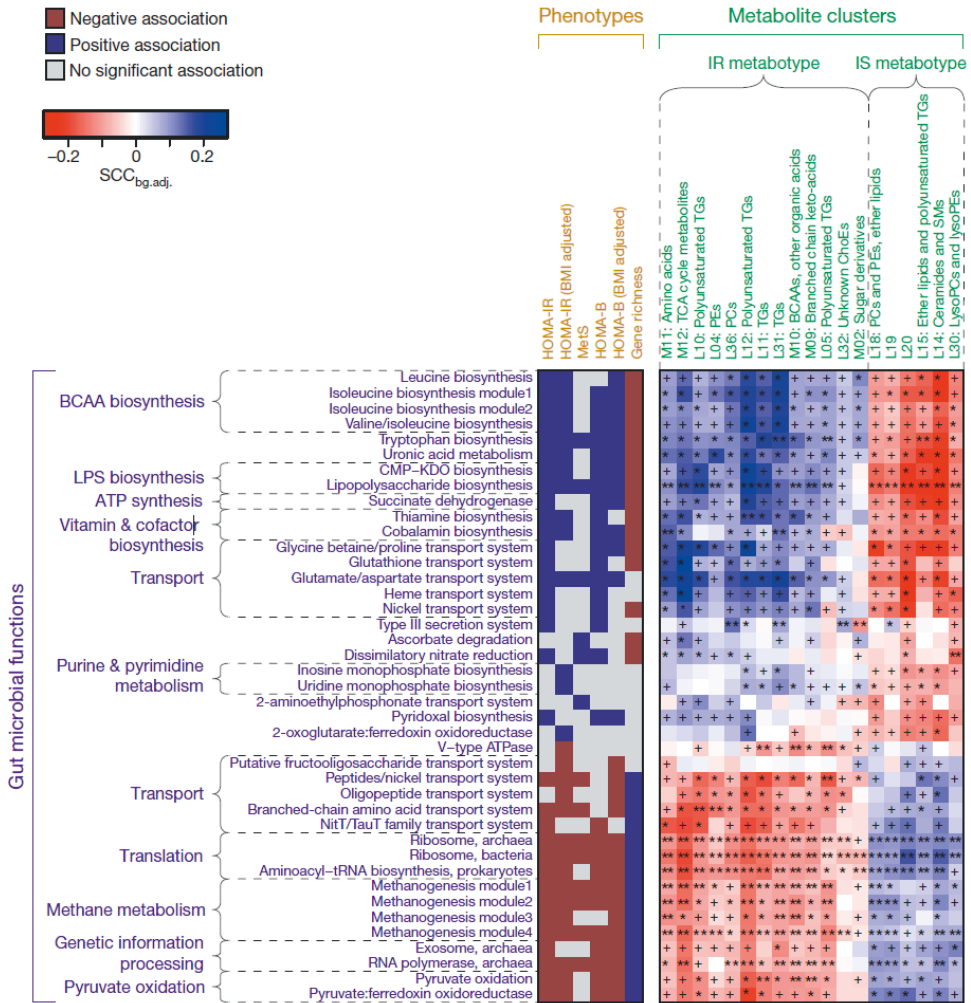 Negative association
Positive association
No significant association
−0.2 0 0.2
SCCbg.adj.
Phenotypes
Metabolite clusters
IR metabotype
IS metabotype
HOMA-IR
HOMA-IR (BMI adjusted)
MetS
HOMA-B
HOMA-B (BMI adjusted)
Gene richness
M11: Amino acids
M12: TCA cycle metabolites
L10: Polyunsaturated TGs
L04: PEs
L36: PCs
L12: Polyunsaturated TGs
L11: TGs
L31: TGs
M10: BCAAs, other organic acids
M09: Branched chain keto-acids
L05: Polyunsaturated TGs
L32: Unknown ChoEs
M02: Sugar derivatives
L18: PCs and PEs, ether lipids
L19
L20
L15: Ether lipids and polyunsaturated TGs
L14: Ceramides and SMs
L30: LysoPCs and lysoPEs
Gut microbial functions
BCAA biosynthesis
LPS biosynthesis
ATP synthesis
Vitamin & cofactor
biosynthesis
Transport
Purine & pyrimidine
metabolism
Transport
Translation
Methane metabolism
Genetic information
processing
Pyruvate oxidation
Leucine biosynthesis
Isoleucine biosynthesis module1
Isoleucine biosynthesis module2
Valine/isoleucine biosynthesis
Tryptophan biosynthesis
Uronic acid metabolism
CMP−KDO biosynthesis
Lipopolysaccharide biosynthesis
Succinate dehydrogenase
Thiamine biosynthesis
Cobalamin biosynthesis
Glycine betaine/proline transport system
Glutathione transport system
Glutamate/aspartate transport system
Heme transport system
Nickel transport system
Type III secretion system
Ascorbate degradation
Dissimilatory nitrate reduction
Inosine monophosphate biosynthesis
Uridine monophosphate biosynthesis
2-aminoethylphosphonate transport system
Pyridoxal biosynthesis
2-oxoglutarate:ferredoxin oxidoreductase
V-type ATPase
Putative fructooligosaccharide transport system
Peptides/nickel transport system
Oligopeptide transport system
Branched-chain amino acid transport system
NitT/TauT family transport system
Ribosome, archaea
Ribosome, bacteria
Aminoacyl−tRNA biosynthesis, prokaryotes
Methanogenesis module1
Methanogenesis module2
Methanogenesis module3
Methanogenesis module4
Exosome, archaea
RNA polymerase, archaea
Pyruvate oxidation
Pyruvate:ferredoxin oxidoreductase